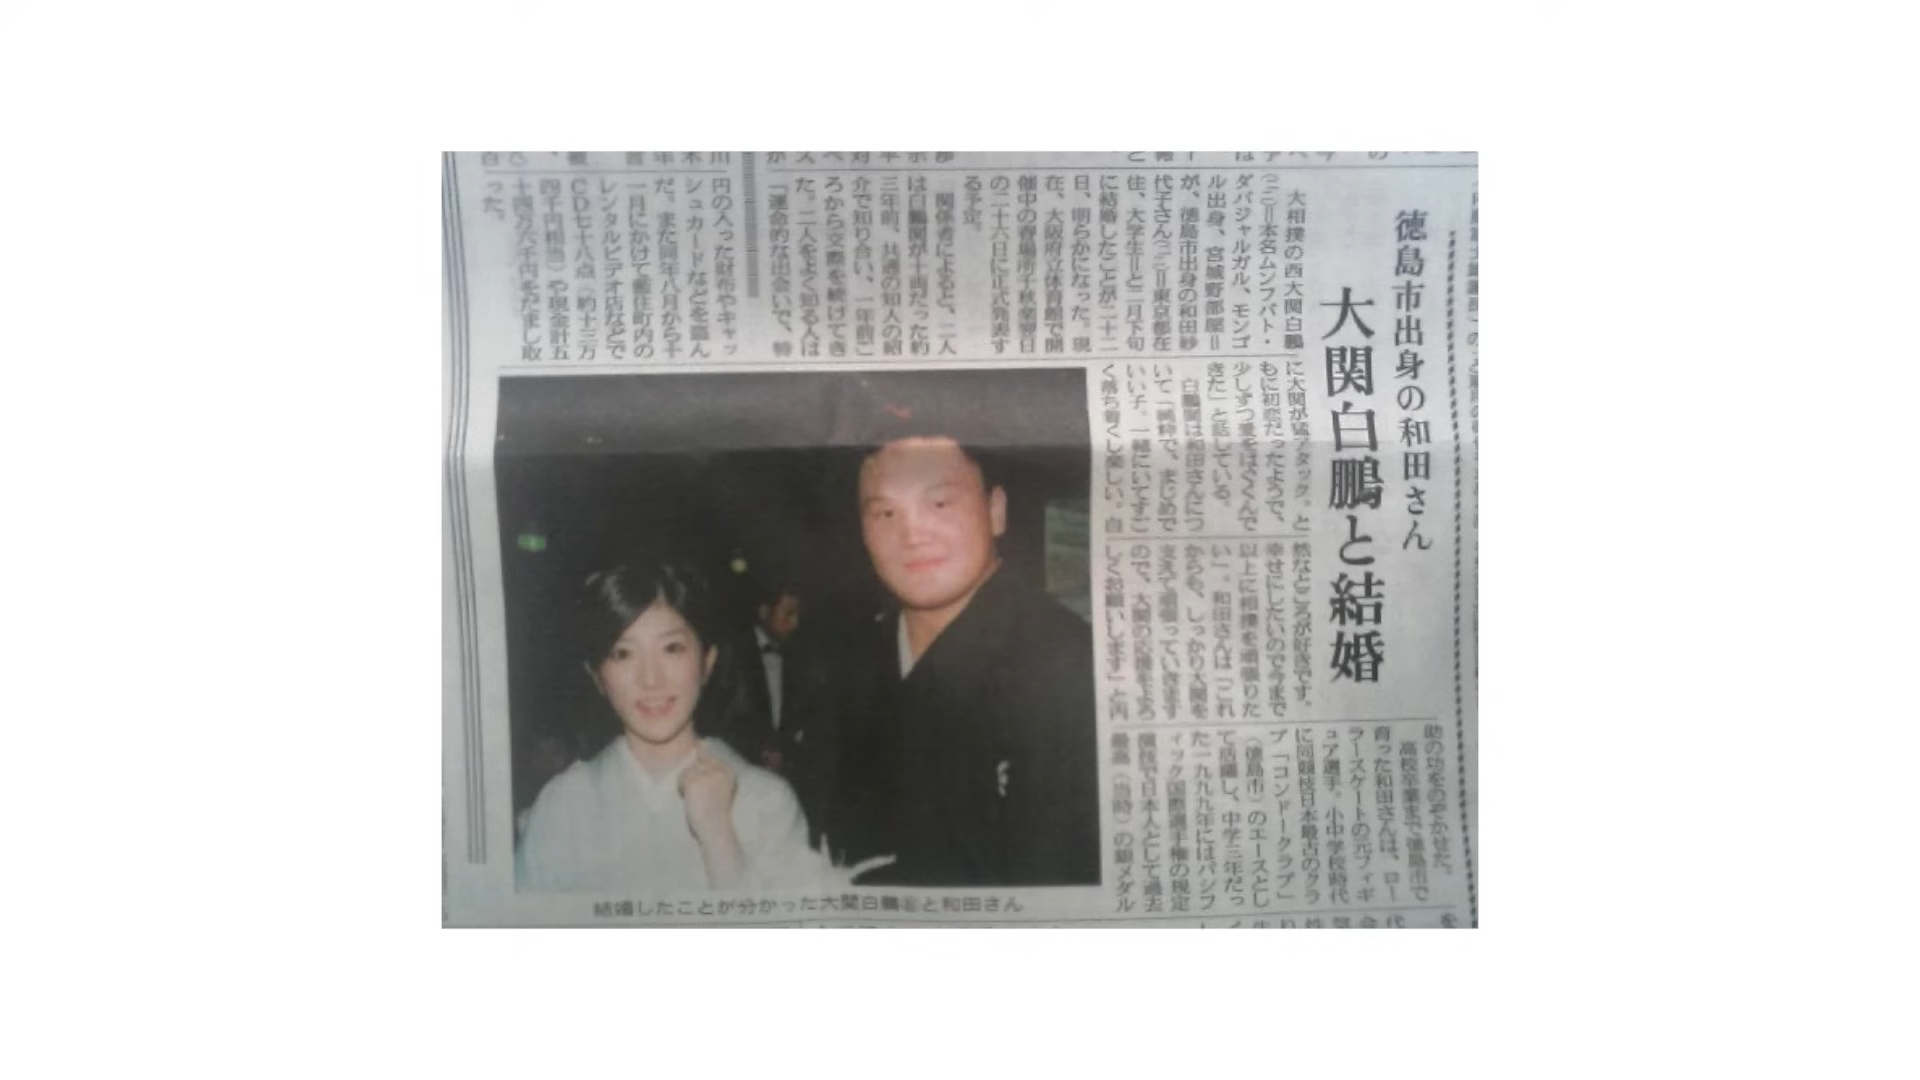 徳島市出身の和田さん
大関白鵬と結婚
大相撲の西大関白鵬
(二二)=本名ムンフバト・
ダバジャルガル、モンゴ
ル出身、宮城野部屋=
が、徳島市出身の和田紗
代子さん(二二)=東京都在
住、大学生=と二月下旬
に結婚したことが二十二
日、明らかになった。現
在、大阪府立体育館で開
催中の春場所千秋楽翌日
の二十六日に正式発表す
る予定。
関係者によると、二人
は白鵬関が十両だった約
三年前、共通の知人の紹
介で知り合い、一年前ご
ろから交際を続けてき
た。二人をよく知る人は
「運命的な出会いで、特
に大関が猛アタック。と
もに初恋だったようで、
少しずつ愛をはぐくんで
きた」と話している。
白鵬関は和田さんにつ
いて「純粋で、まじめで
いい子。一緒にいてすご
く落ち着くし楽しい。自
然なところが好きです。
幸せにしたいので今まで
以上に相撲を頑張りた
い」。和田さんは「これ
からも、しっかり大関を
支えて頑張っていきます
ので、大関の応援をよろ
しくお願いします」と内
助の功をのぞかせた。
高校卒業まで徳島市で
育った和田さんは、ロー
ラースケートの元フィギ
ュア選手。小中学校時代
に同競技日本最古のクラ
ブ「コンドークラブ」
(徳島市)のエースとし
て活躍し、中学三年だっ
た一九九九年にはパシフ
ィック国際選手権の規定
競技で日本人として過去
最高(当時)の銀メダル
結婚したことが分かった大関白鵬㊨と和田さん
円の入った財布やキャッ
シュカードなどを盗ん
だ。また同年八月から十
一月にかけて藍住町内の
レンタルビデオ店などで
CD七十八点(約十三万
四千円相当)や現金計五
十四万六千円をだまし取
った。